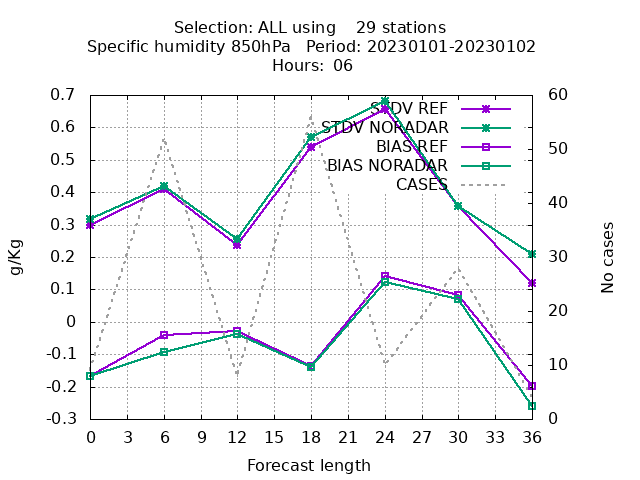 Selection: ALL using    29 stations
Specific humidity 850hPa   Period: 20230101-20230102
Hours:  06
STDV REF
STDV NORADAR
BIAS REF
BIAS NORADAR
CASES
0.7
0.6
0.5
0.4
0.3
0.2
0.1
0
-0.1
-0.2
-0.3
g/Kg
60
50
40
30
20
10
0
No cases
0 3 6 9 12 15 18 21 24 27 30 33 36
Forecast length